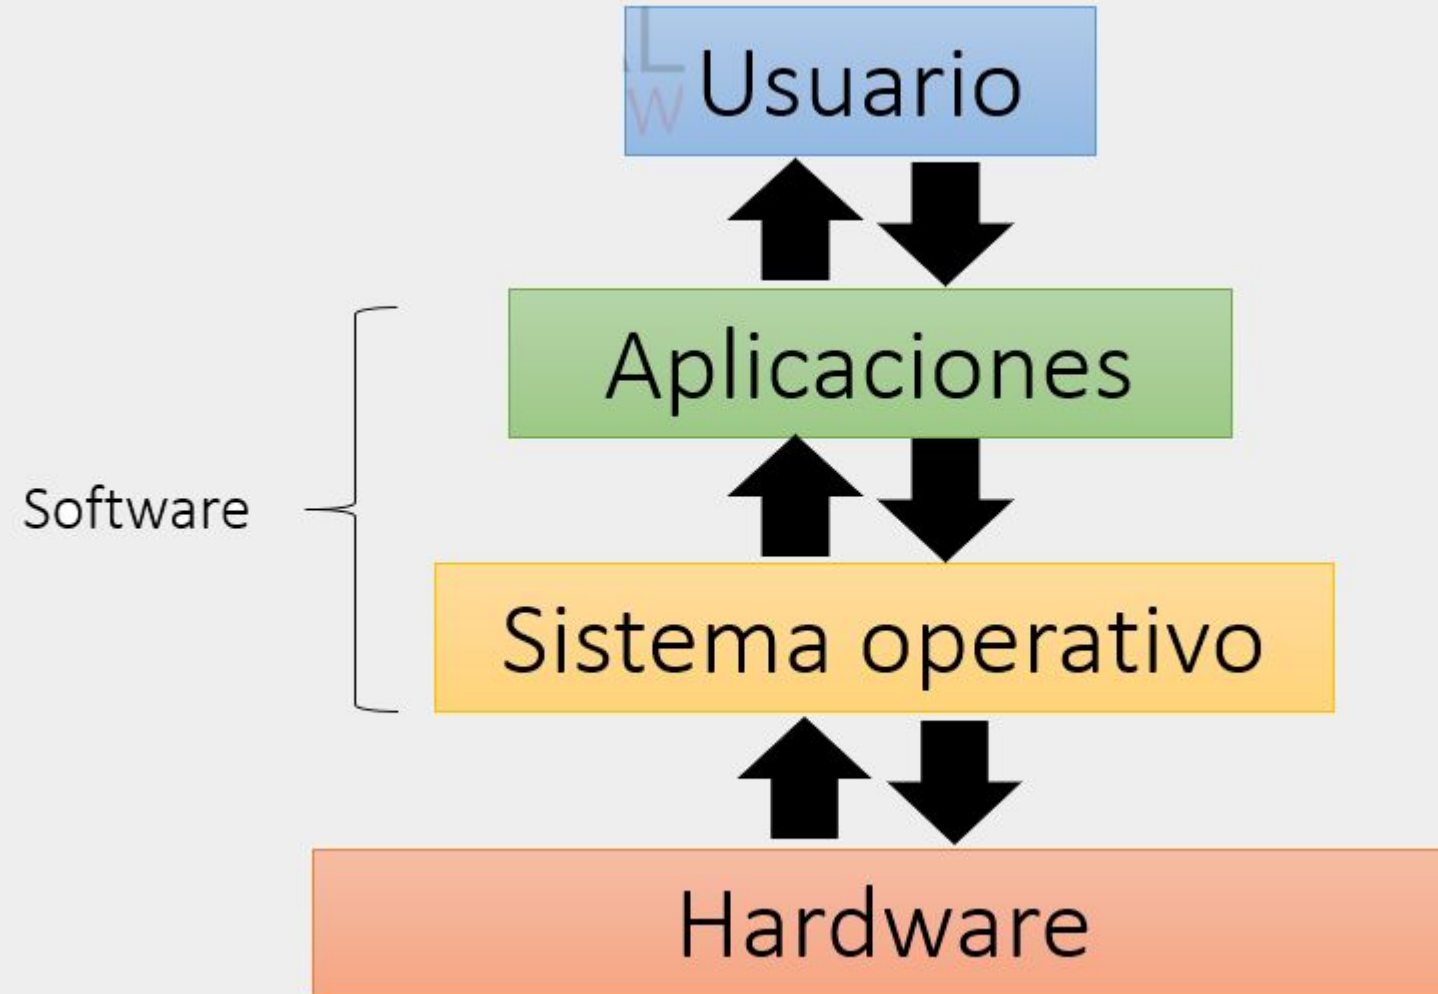 Usuario
Aplicaciones
Software
Sistema operativo
Hardware